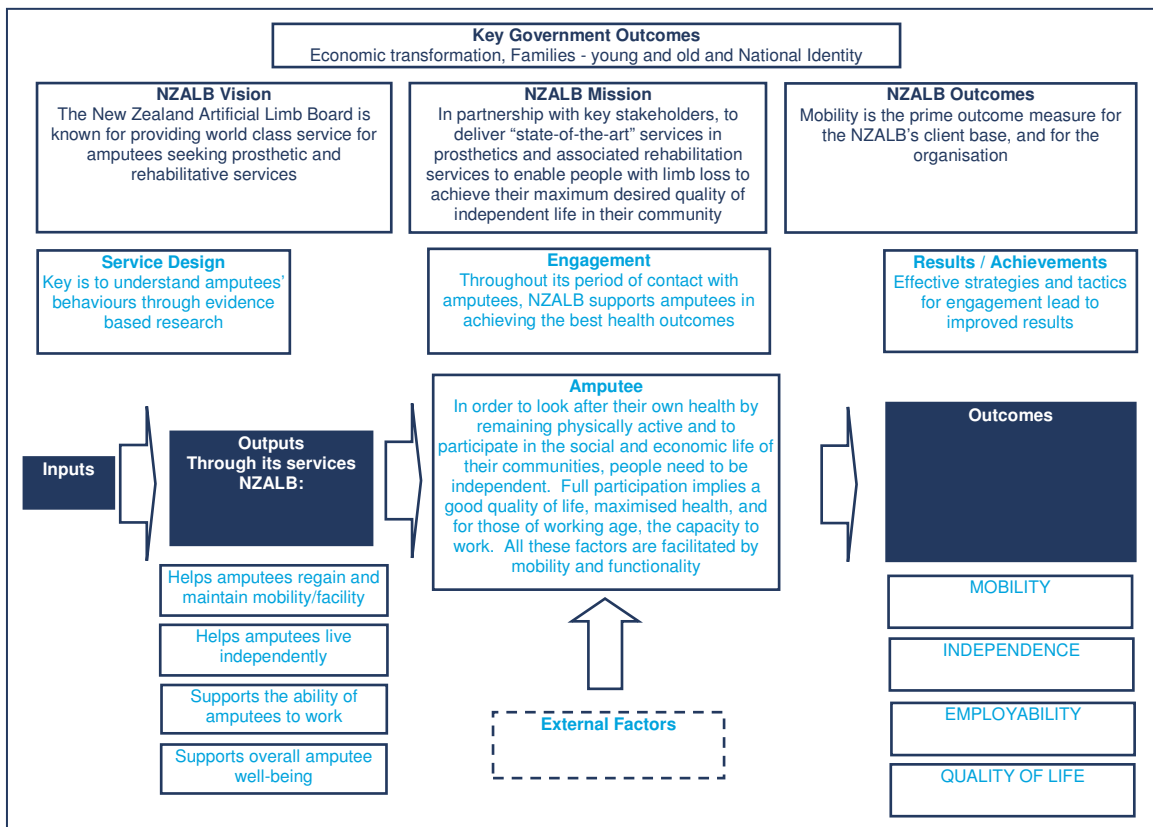 Key Government Outcomes
Economic transformation, Families - young and old and National Identity
NZALB Vision
The New Zealand Artificial Limb Board is
known for providing world class service for
amputees seeking prosthetic and
rehabilitative services
NZALB Mission
In partnership with key stakeholders, to
deliver “state-of-the-art” services in
prosthetics and associated rehabilitation
services to enable people with limb loss to
achieve their maximum desired quality of
independent life in their community
NZALB Outcomes
Mobility is the prime outcome measure for
the NZALB’s client base, and for the
organisation
Service Design
Key is to understand amputees’
behaviours through evidence
based research
Engagement
Throughout its period of contact with
amputees, NZALB supports amputees in
achieving the best health outcomes
Results / Achievements
Effective strategies and tactics
for engagement lead to
improved results
Inputs
Outputs
Through its services
NZALB:
Amputee
In order to look after their own health by
remaining physically active and to
participate in the social and economic life of
their communities, people need to be
independent. Full participation implies a
good quality of life, maximised health, and
for those of working age, the capacity to
work. All these factors are facilitated by
mobility and functionality
Outcomes
Helps amputees regain and
maintain mobility/facility
Helps amputees live
independently
Supports the ability of
amputees to work
Supports overall amputee
well-being
External Factors
MOBILITY
INDEPENDENCE
EMPLOYABILITY
QUALITY OF LIFE